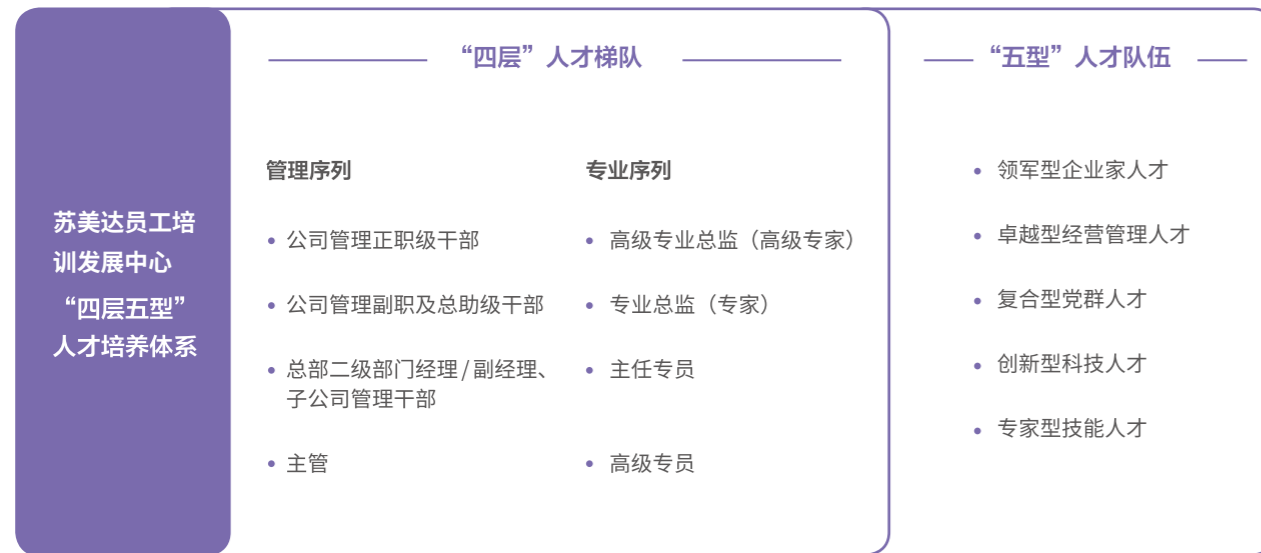 苏美达员工培
训发展中心
“四层五型”
人才培养体系
“四层”人才梯队
管理序列
• 公司管理正职级干部
• 公司管理副职及总助级干部
• 总部二级部门经理/副经理、
子公司管理干部
• 主管
专业序列
• 高级专业总监（高级专家）
• 专业总监（专家）
• 主任专员
• 高级专员
“五型”人才队伍
• 领军型企业家人才
• 卓越型经营管理人才
• 复合型党群人才
• 创新型科技人才
• 专家型技能人才